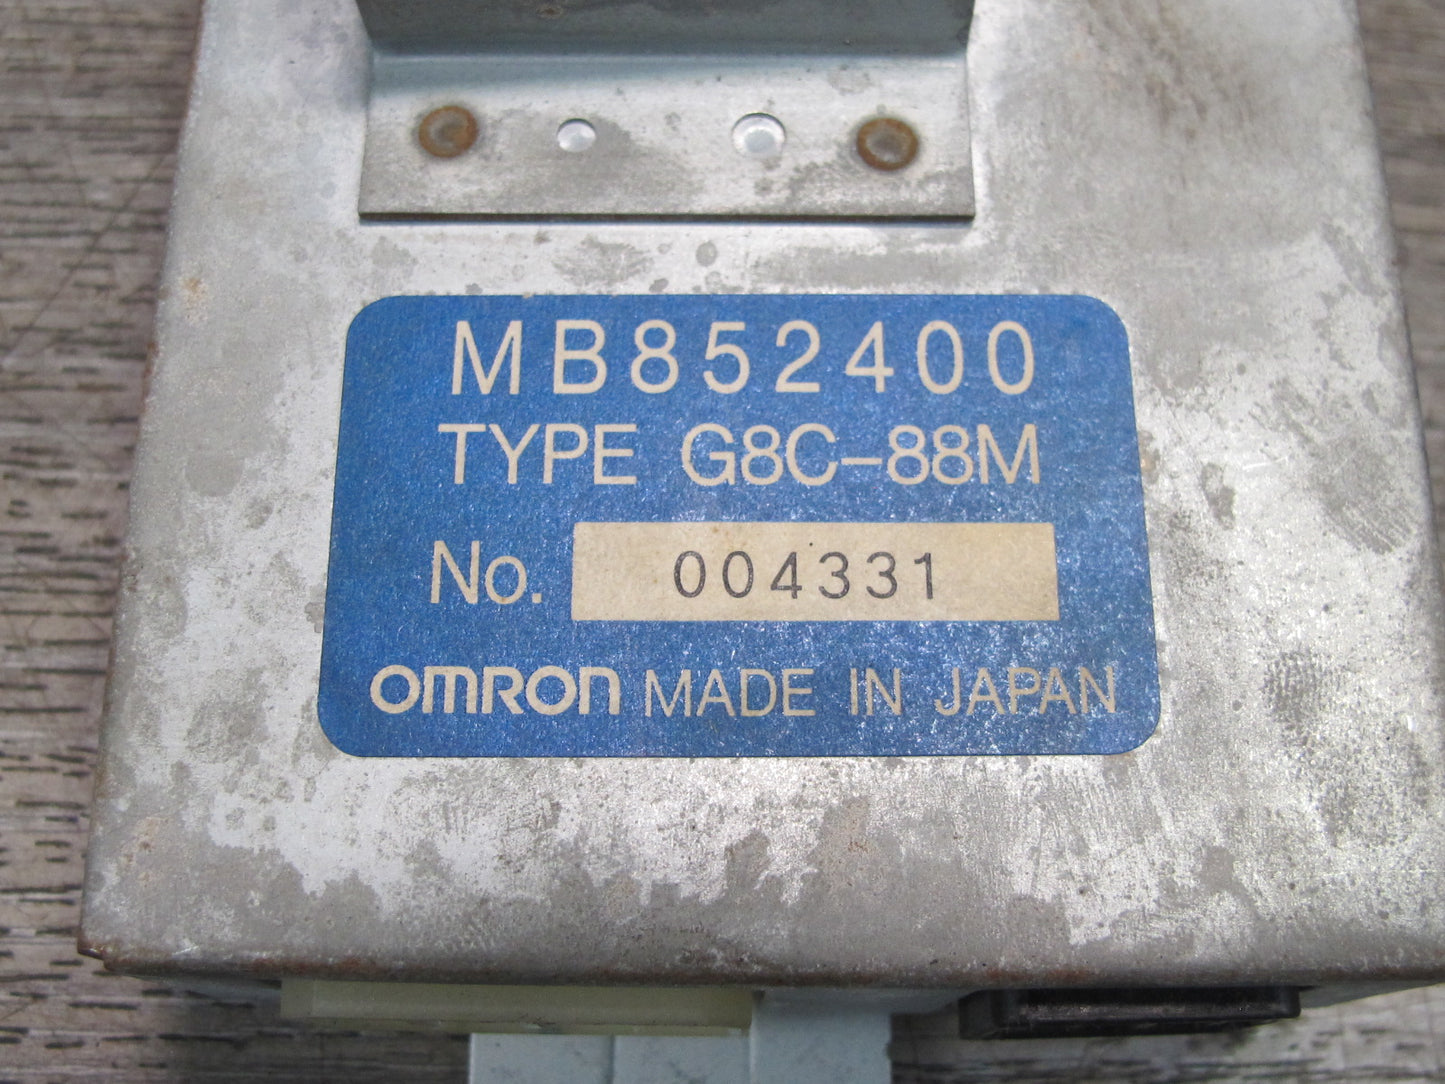 MB852400
TYPE G8C-88M
No. 004331
OMRON MADE IN JAPAN